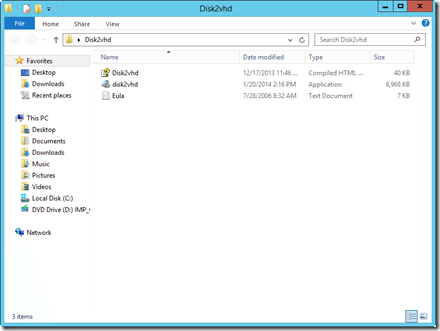 Disk2vhd
File Home Share View
Disk2vhd Search Disk2vhd
Name Date modified Type Size
Favorites
Desktop
Downloads
Recent places
Disk2vhd 12/17/2013 11:46 ... Compiled HTML ... 40 KB
disk2vhd 1/20/2014 2:16 PM Application 6,968 KB
Eula 7/28/2006 8:32 AM Text Document 7 KB
This PC
Desktop
Documents
Downloads
Music
Pictures
Videos
Local Disk (C:)
DVD Drive (D:)
Network
3 items